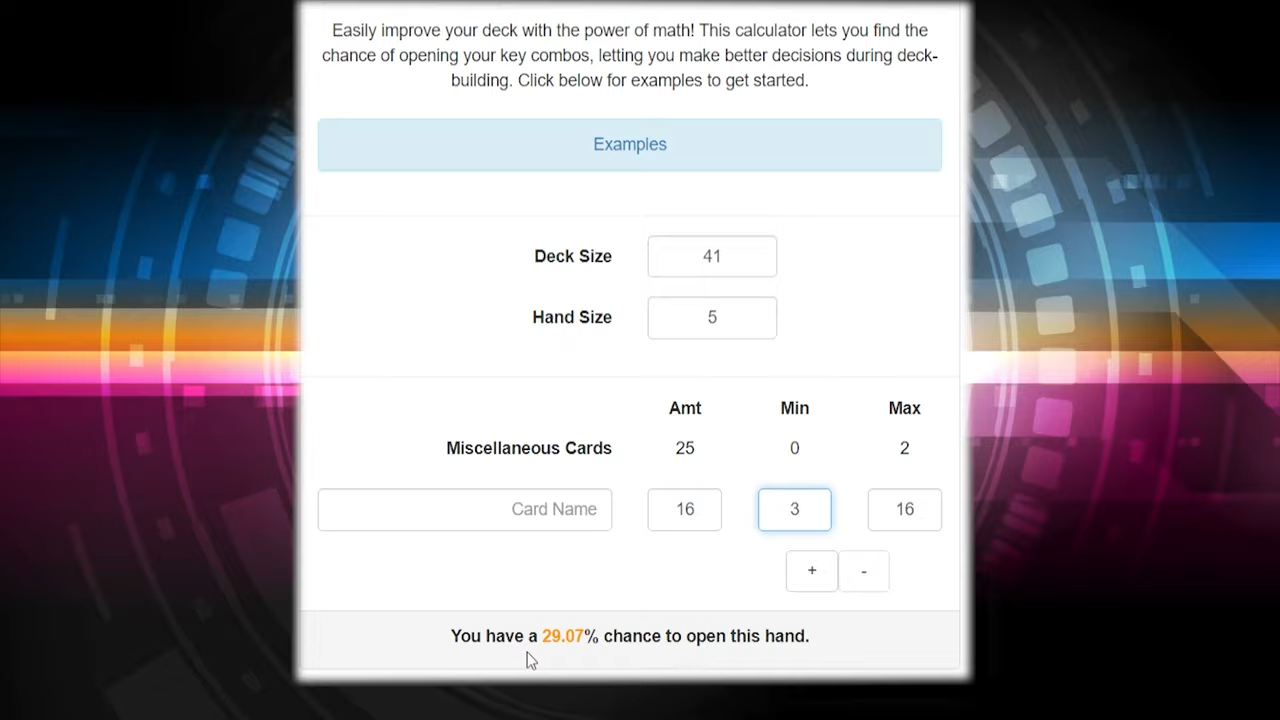 Easily improve your deck with the power of math! This calculator lets you find the
chance of opening your key combos, letting you make better decisions during deck-
building. Click below for examples to get started.
Examples
Deck Size 41
Hand Size 5
Amt Min Max
Miscellaneous Cards 25 0 2
Card Name 16 3 16
+ -
You have a 29.07% chance to open this hand.